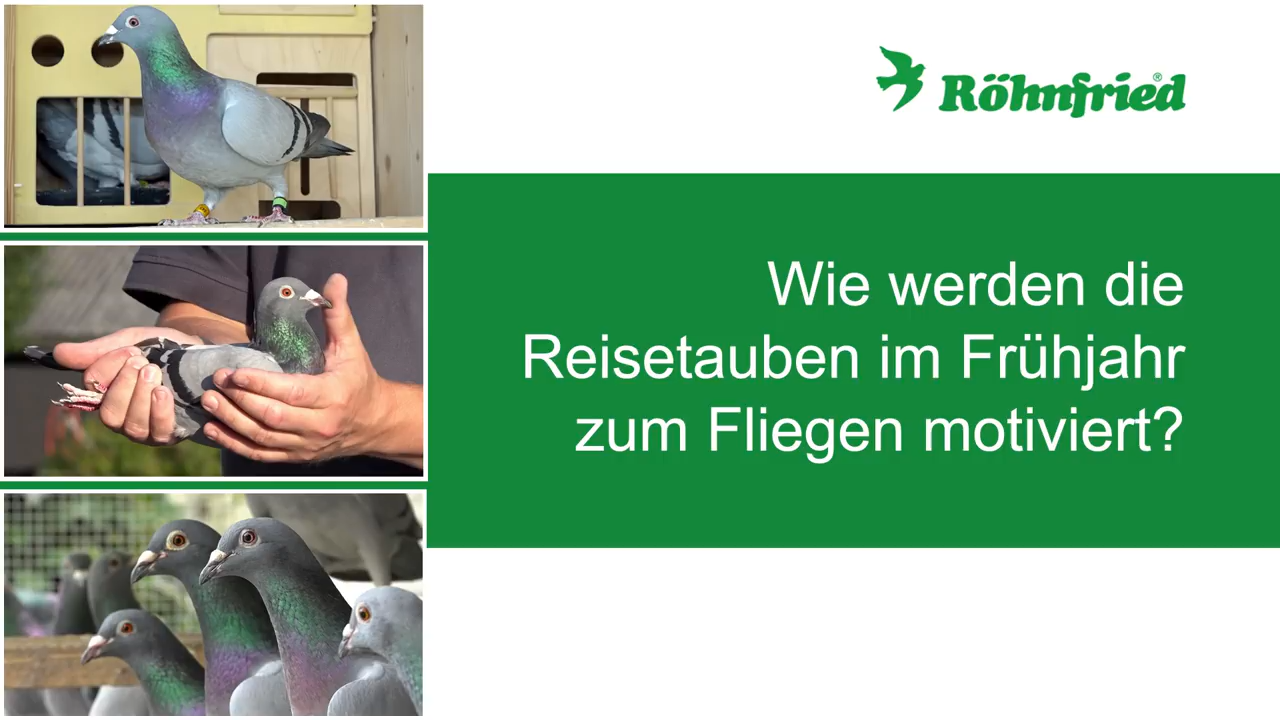 Röhnfried®
Wie werden die
Reisetauben im Frühjahr
zum Fliegen motiviert?